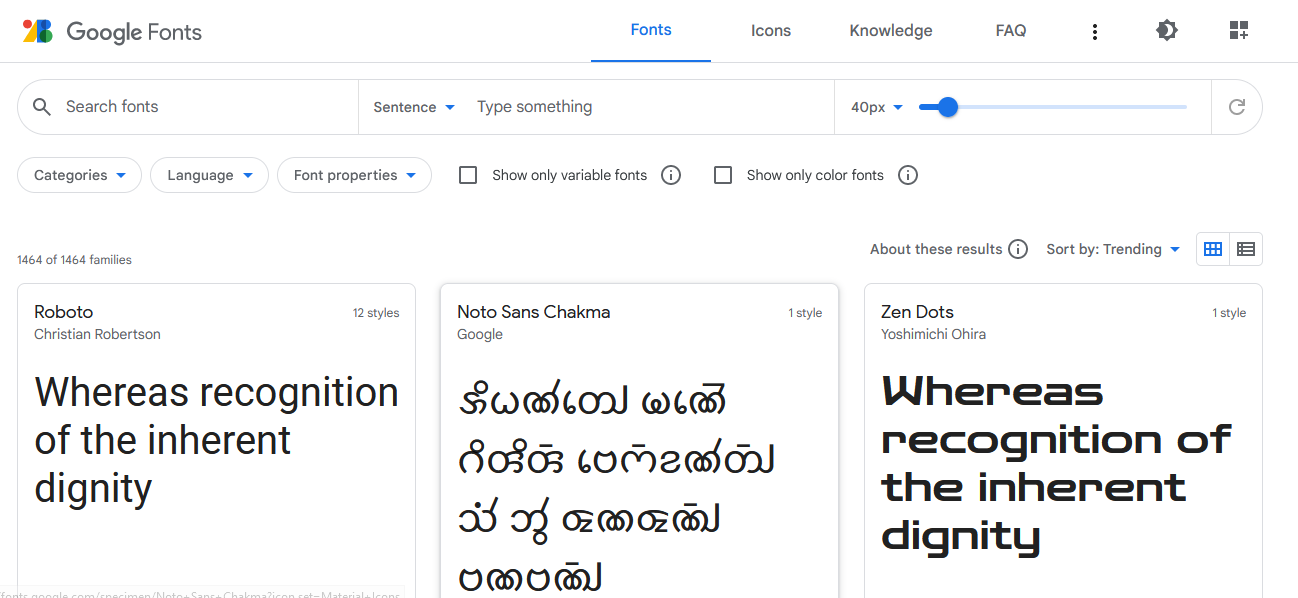 Google Fonts
Fonts
Icons
Knowledge
FAQ
Search fonts
Sentence
Type something
40px
Categories
Language
Font properties
Show only variable fonts
Show only color fonts
1464 of 1464 families
About these results
Sort by: Trending
Roboto
12 styles
Christian Robertson
Whereas recognition
of the inherent
dignity
Noto Sans Chakma
1 style
Google
Zen Dots
1 style
Yoshimichi Ohira
Whereas
recognition of
the inherent
dignity
/fonts.google.com/specimen/Noto+Sans+Chakma?icon.set=Material+Icons